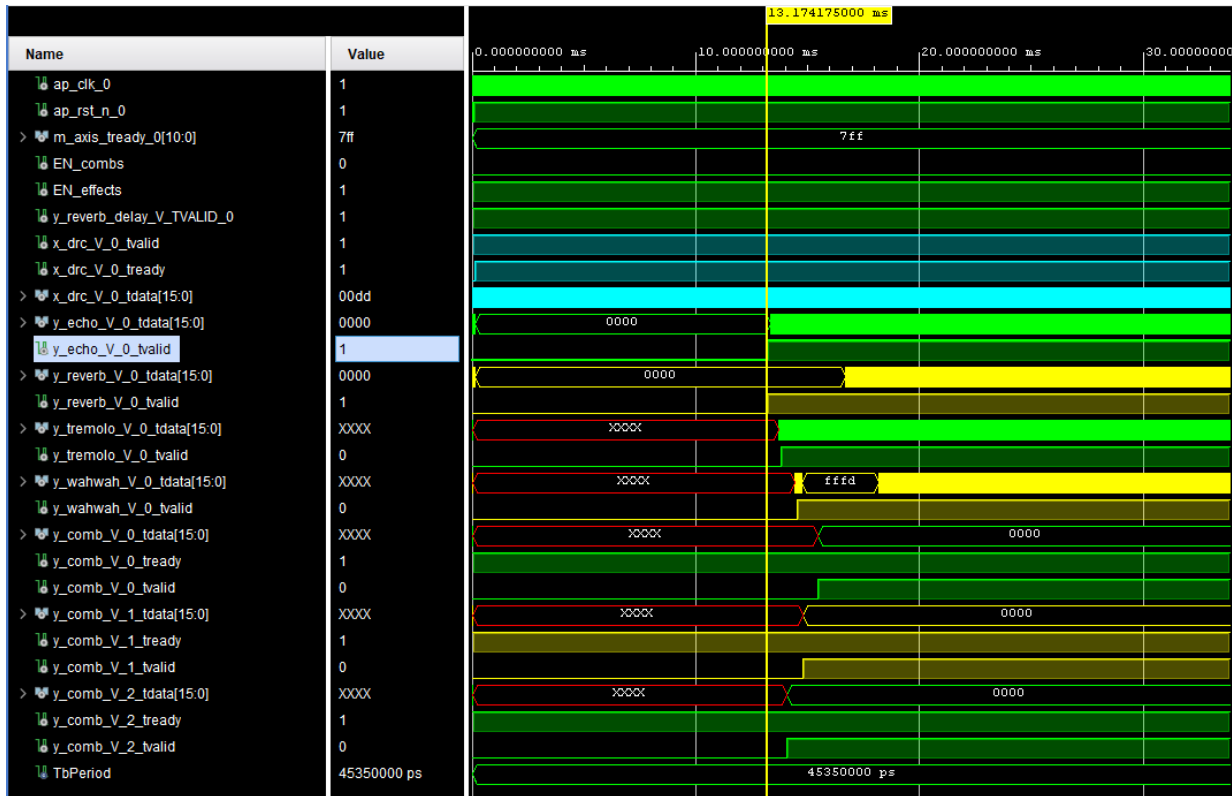 13.174175000 ms
Name Value 0.000000000 ms 10.000000000 ms 20.000000000 ms 30.00000000
ap_clk_0 1
ap_rst_n_0 1
m_axis_tready_0[10:0] 7ff 7ff
EN_combs 0
EN_effects 1
y_reverb_delay_V_TVALID_0 1
x_drc_V_0_tvalid 1
x_drc_V_0_tready 1
x_drc_V_0_tdata[15:0] 00dd
y_echo_V_0_tdata[15:0] 0000 0000
y_echo_V_0_tvalid 1
y_reverb_V_0_tdata[15:0] 0000 0000
y_reverb_V_0_tvalid 1
y_tremolo_V_0_tdata[15:0] XXXX XXXX
y_tremolo_V_0_tvalid 0
y_wahwah_V_0_tdata[15:0] XXXX XXXX fffd
y_wahwah_V_0_tvalid 0
y_comb_V_0_tdata[15:0] XXXX XXXX 0000
y_comb_V_0_tready 1
y_comb_V_0_tvalid 0
y_comb_V_1_tdata[15:0] XXXX XXXX 0000
y_comb_V_1_tready 1
y_comb_V_1_tvalid 0
y_comb_V_2_tdata[15:0] XXXX XXXX 0000
y_comb_V_2_tready 1
y_comb_V_2_tvalid 0
TbPeriod 45350000 ps 45350000 ps